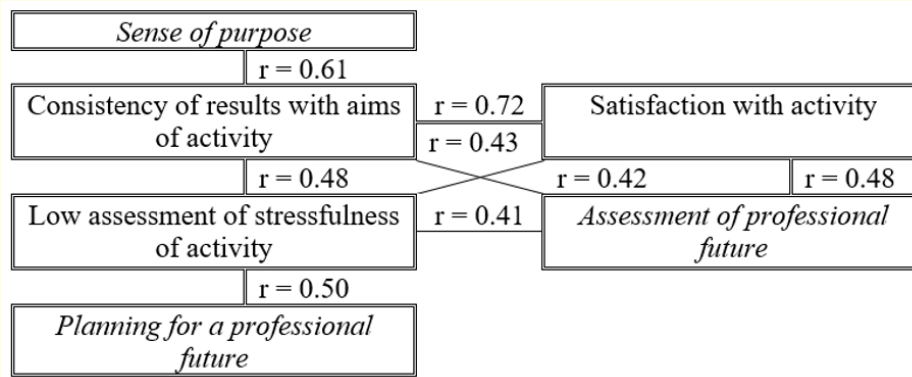 Sense of purpose
r = 0.61
Consistency of results with aims
of activity
r = 0.72
r = 0.43
Satisfaction with activity
r = 0.48
r = 0.42
r = 0.48
Low assessment of stressfulness
of activity
r = 0.41
Assessment of professional
future
r = 0.50
Planning for a professional
future